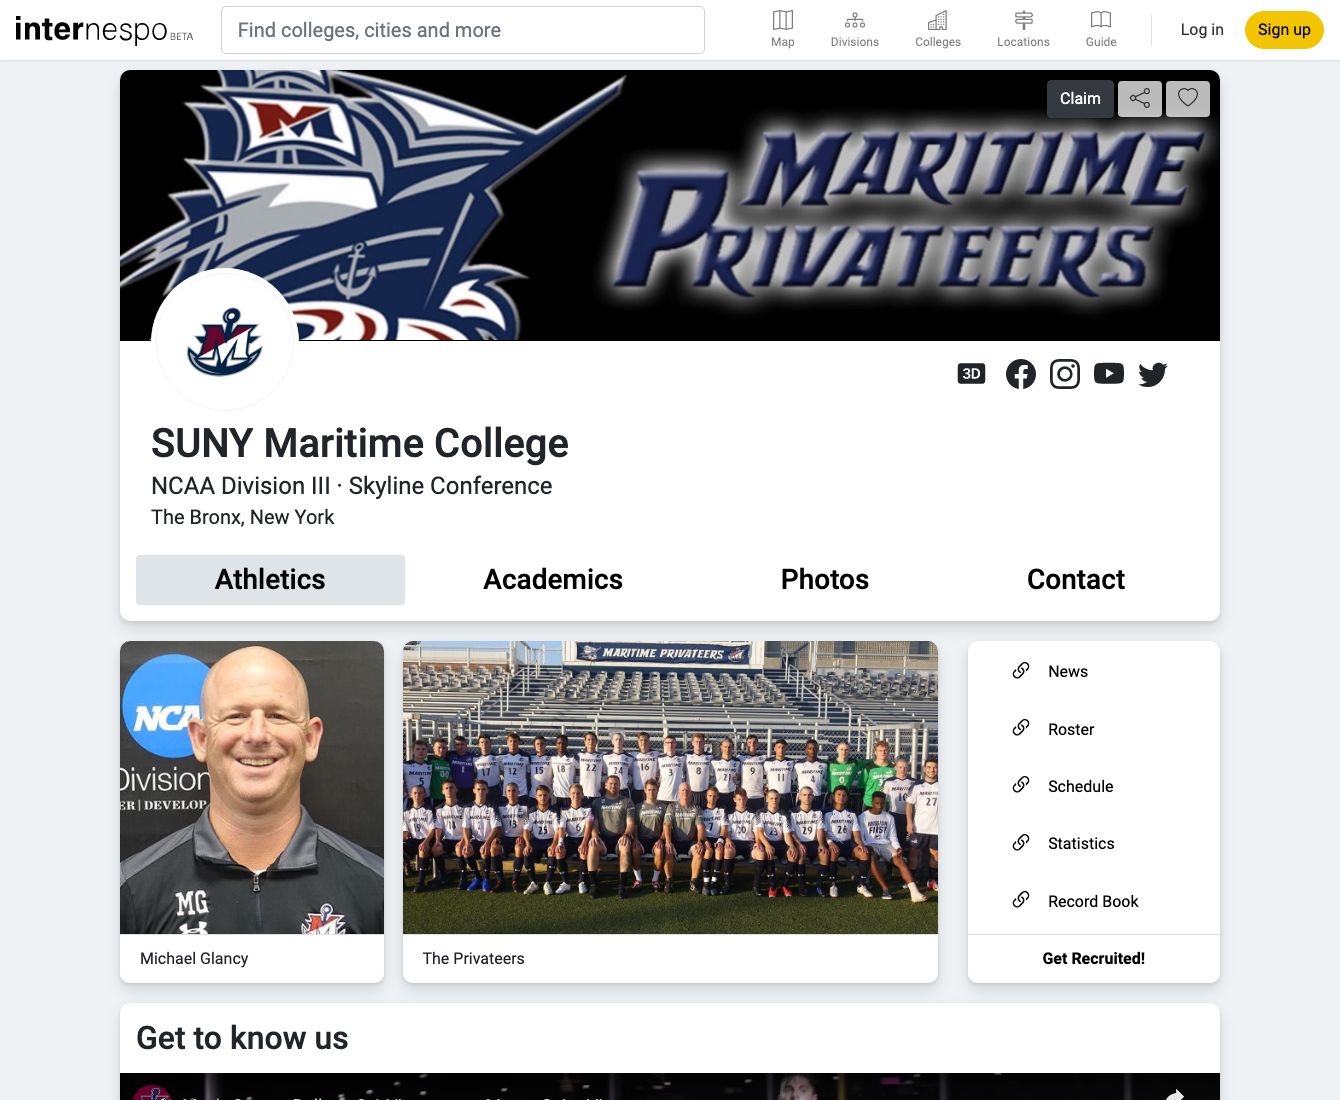 internespo BETA
Find colleges, cities and more
Map
Divisions
Colleges
Locations
Guide
Log in
Sign up
M
MARITIME
PRIVATEERS
Claim
M
3D
SUNY Maritime College
NCAA Division III · Skyline Conference
The Bronx, New York
Athletics
Academics
Photos
Contact
NCA
Division
ER | DEVELOP
MG
M
Michael Glancy
MARITIME PRIVATEERS
The Privateers
News
Roster
Schedule
Statistics
Record Book
Get Recruited!
Get to know us